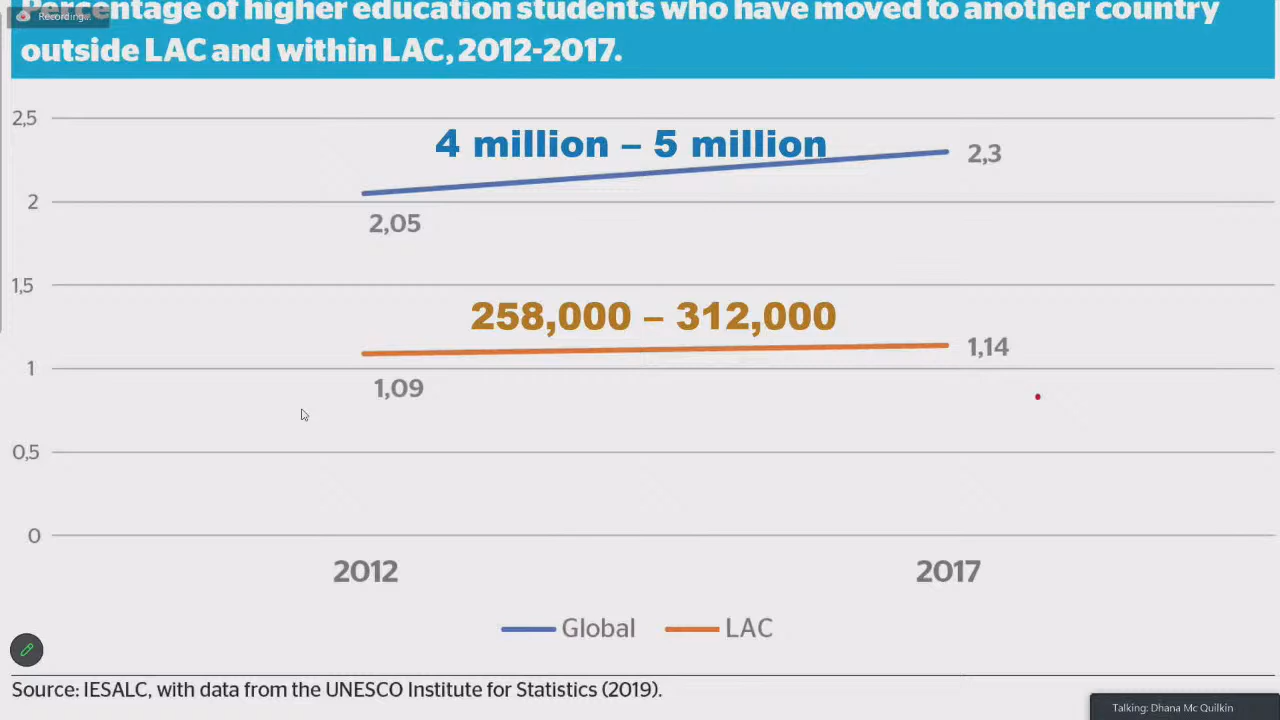 Recording...
Percentage of higher education students who have moved to another country
outside LAC and within LAC, 2012-2017.
2,5
4 million – 5 million
2,3
2
2,05
1,5
258,000 – 312,000
1,14
1
1,09
0,5
0
2012 2017
Global LAC
Source: IESALC, with data from the UNESCO Institute for Statistics (2019).
Talking: Dhana Mc Quilkin